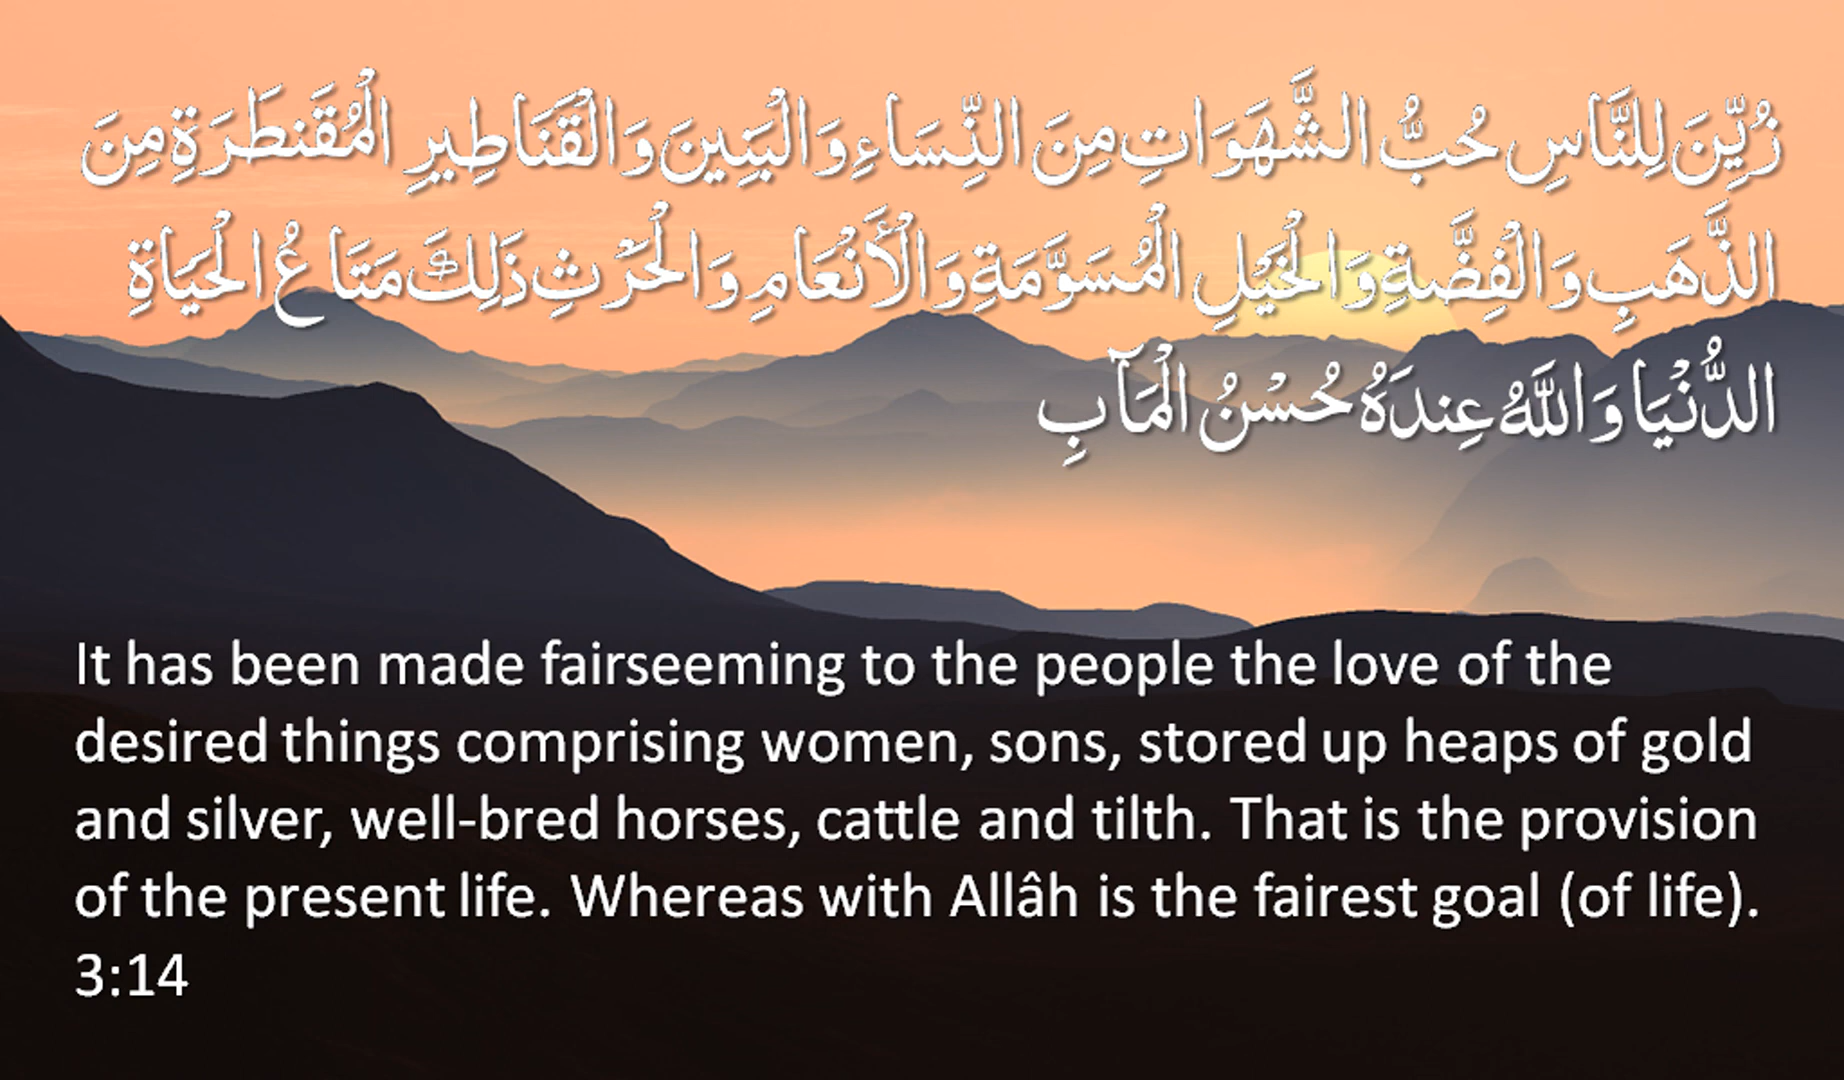 زُيِّنَ لِلنَّاسِ حُبُّ الشَّهَوَاتِ مِنَ النِّسَاءِ وَالْبَنِينَ وَالْقَنَاطِيرِ الْمُقَنطَرَةِ مِنَ
الذَّهَبِ وَالْفِضَّةِ وَالْخَيْلِ الْمُسَوَّمَةِ وَالْأَنْعَامِ وَالْحَرْثِ ذَلِكَ مَتَاعُ الْحَيَاةِ
الدُّنْيَا وَاللَّهُ عِندَهُ حُسْنُ الْمَآبِ
It has been made fairseeming to the people the love of the
desired things comprising women, sons, stored up heaps of gold
and silver, well-bred horses, cattle and tilth. That is the provision
of the present life. Whereas with Allâh is the fairest goal (of life).
3:14